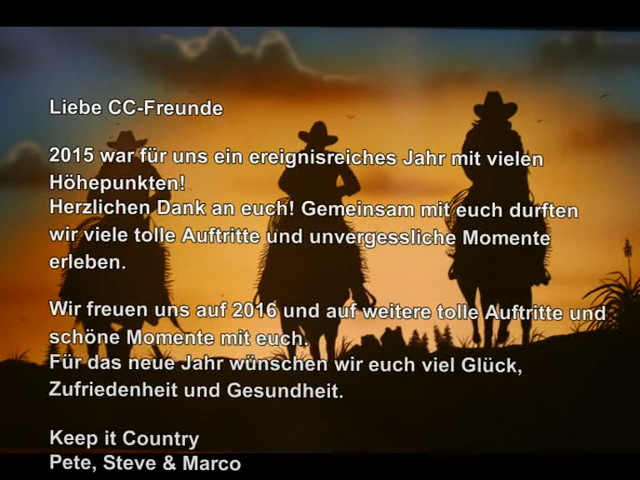 Liebe CC-Freunde
2015 war für uns ein ereignisreiches Jahr mit vielen
Höhepunkten!
Herzlichen Dank an euch! Gemeinsam mit euch durften
wir viele tolle Auftritte und unvergessliche Momente
erleben.
Wir freuen uns auf 2016 und auf weitere tolle Auftritte und
schöne Momente mit euch.
Für das neue Jahr wünschen wir euch viel Glück,
Zufriedenheit und Gesundheit.
Keep it Country
Pete, Steve & Marco